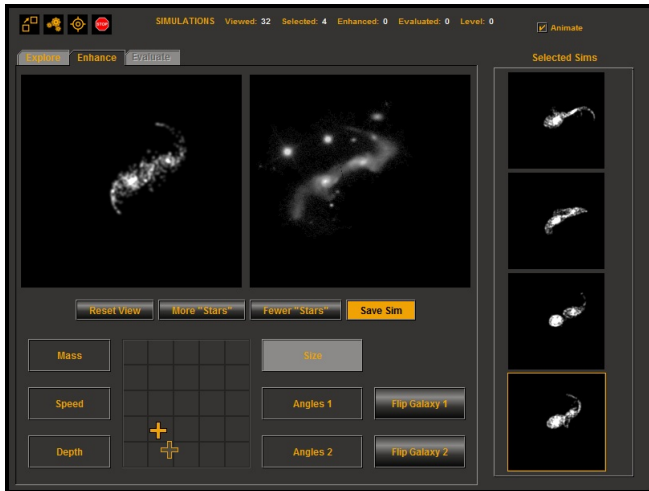 STOP
SIMULATIONS Viewed: 32 Selected: 4 Enhanced: 0 Evaluated: 0 Level: 0
Animate
Explore Enhance Evaluate
Selected Sims
Reset View More "Stars" Fewer "Stars" Save Sim
Mass Size
Speed Angles 1 Flip Galaxy 1
Depth Angles 2 Flip Galaxy 2